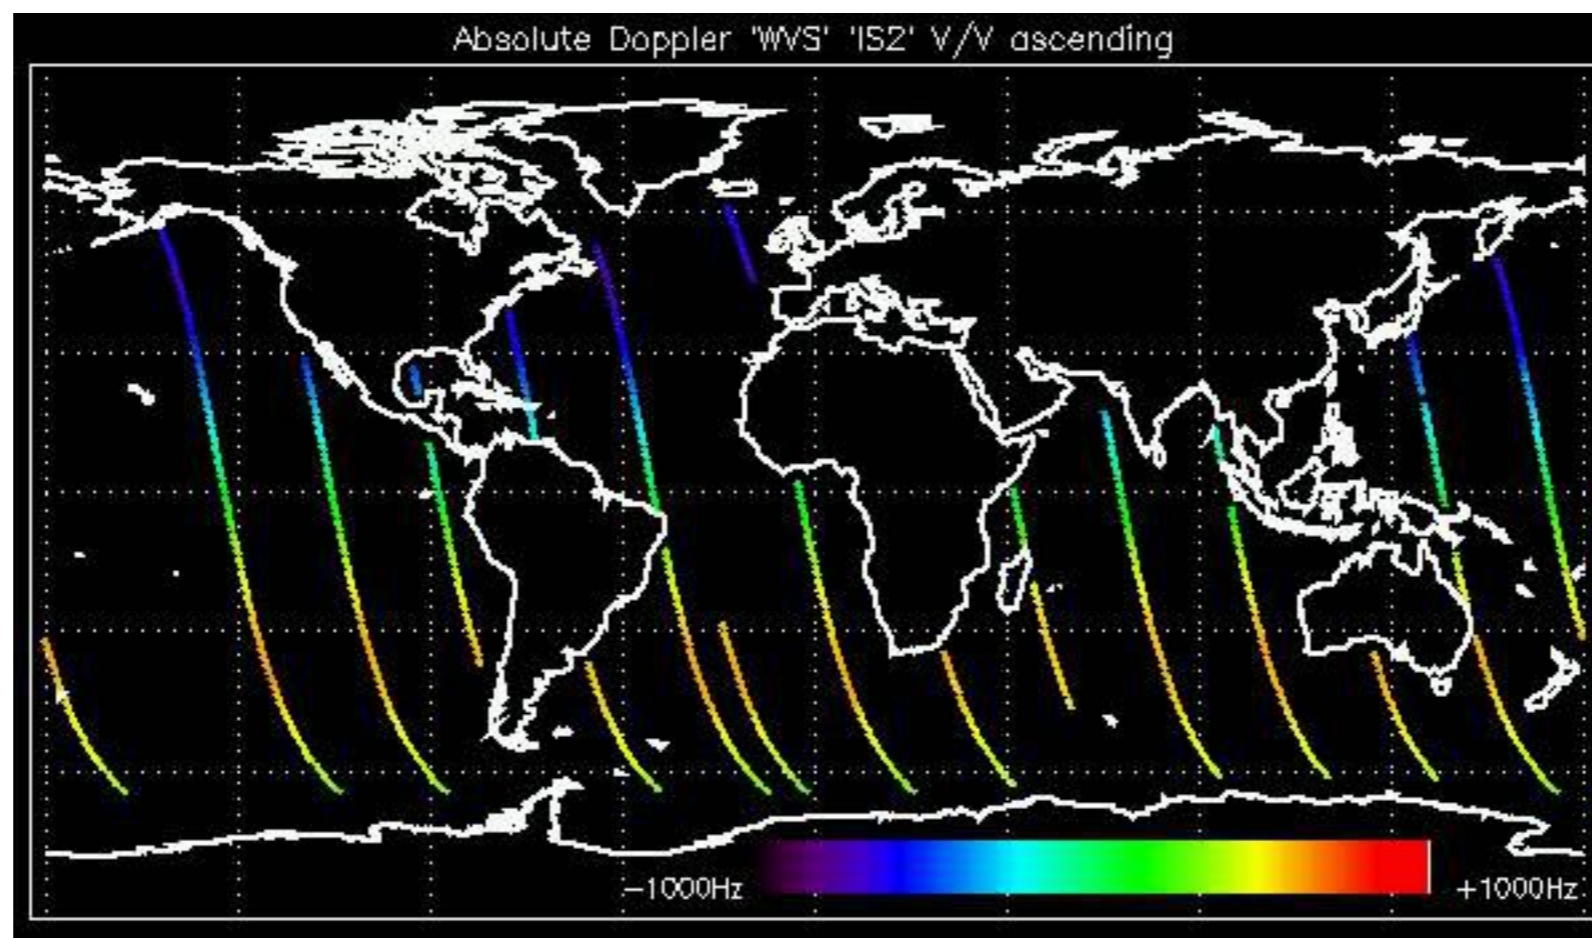 Absolute Doppler 'WVS' 'IS2' V/V ascending
-1000Hz +1000Hz